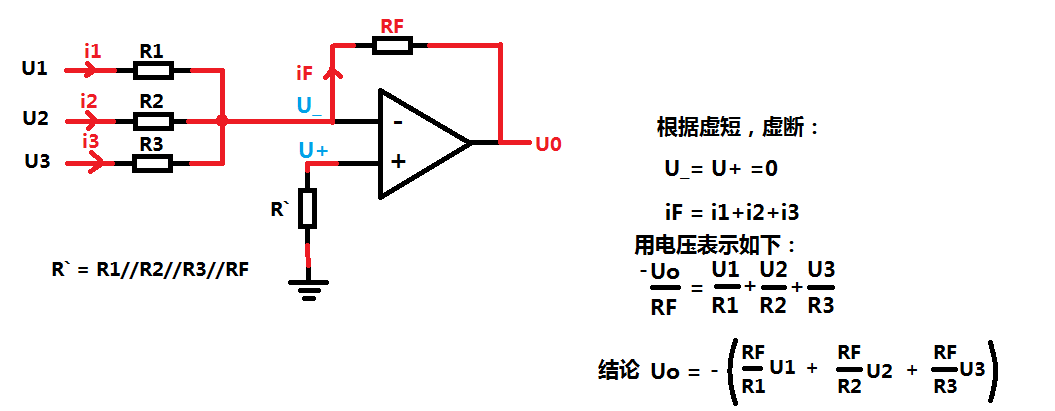 RF
i1
R1
U1
iF
i2
R2
U_
U2
-
i3
R3
U+
U0
U3
+
R`
R` = R1//R2//R3//RF
根据虚短，虚断：
U_= U+ =0
iF = i1+i2+i3
用电压表示如下：
-Uo/RF = U1/R1 + U2/R2 + U3/R3
结论 Uo = - ( RF/R1 U1 + RF/R2 U2 + RF/R3 U3 )